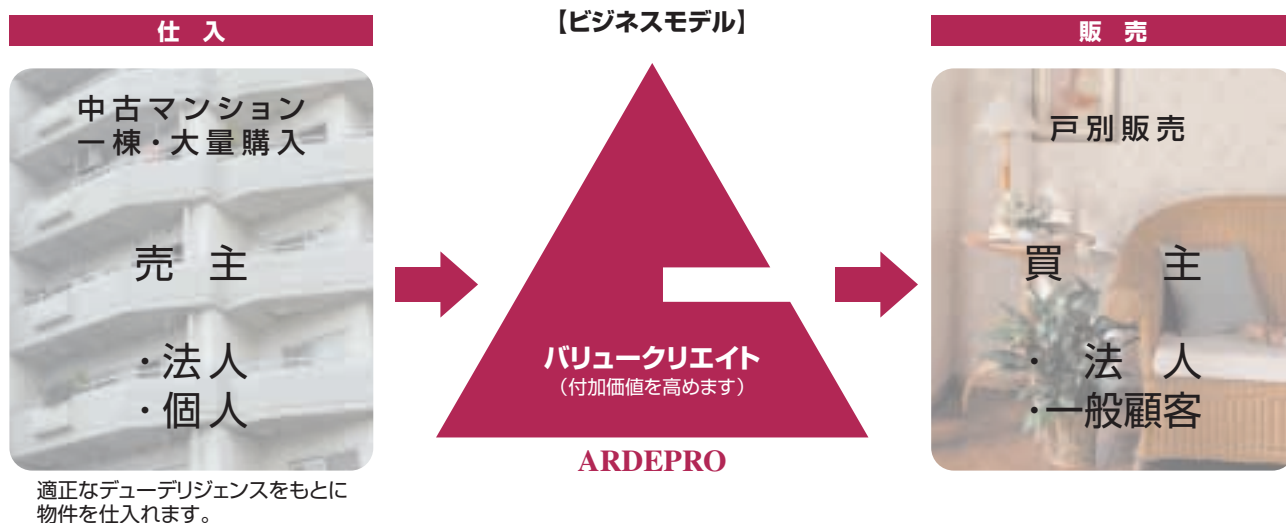 【ビジネスモデル】
仕 入
中古マンション
一棟・大量購入
売 主
・法人
・個人
適正なデューデリジェンスをもとに
物件を仕入れます。
バリュークリエイト
（付加価値を高めます）
ARDEPRO
販 売
戸別販売
買 主
・法 人
・一般顧客